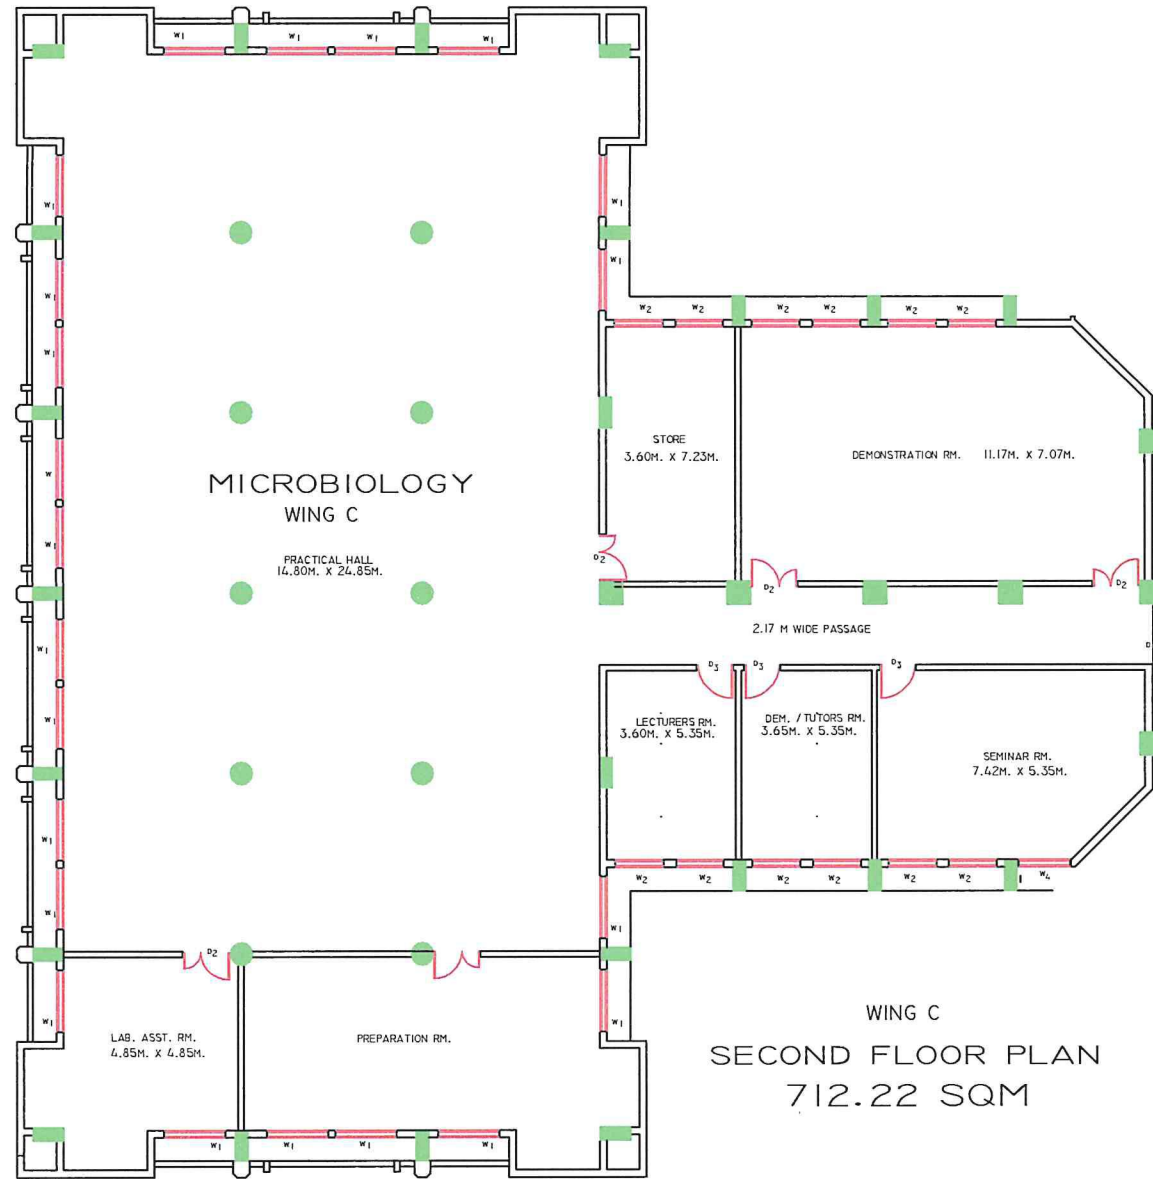 W1 W1 W1 W1
W1 W1
W1 W1
W2 W2 W2 W2 W2 W2
W1
STORE
3.60M. X 7.23M.
DEMONSTRATION RM. 11.17M. X 7.07M.
W
MICROBIOLOGY
WING C
W1
PRACTICAL HALL
14.80M. X 24.85M.
D2
D2 D2
2.17 M WIDE PASSAGE
W1
D3 D3 D3
LECTURERS RM.
3.60M. X 5.35M.
DEM. / TUTORS RM.
3.65M. X 5.35M.
W1
SEMINAR RM.
7.42M. X 5.35M.
W1
W2 W2 W2 W2 W2 W2 W4
W1 W1
D2
W1 W1
LAB. ASST. RM.
4.85M. X 4.85M.
PREPARATION RM.
WING C
SECOND FLOOR PLAN
712.22 SQM
W1 W1 W1 W1